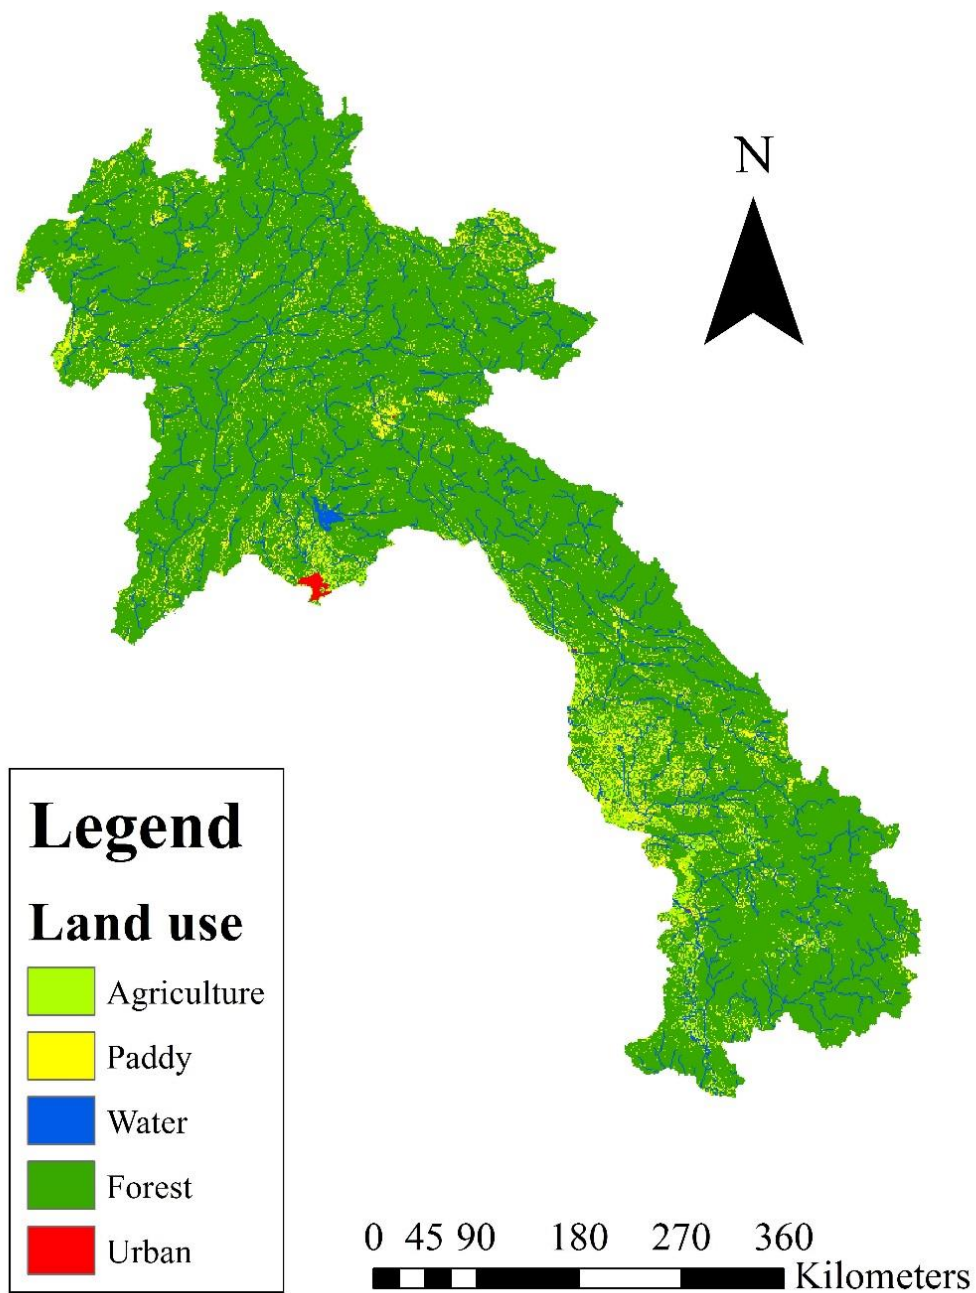 N
Legend
Land use
Agriculture
Paddy
Water
Forest
Urban
0 45 90 180 270 360
Kilometers